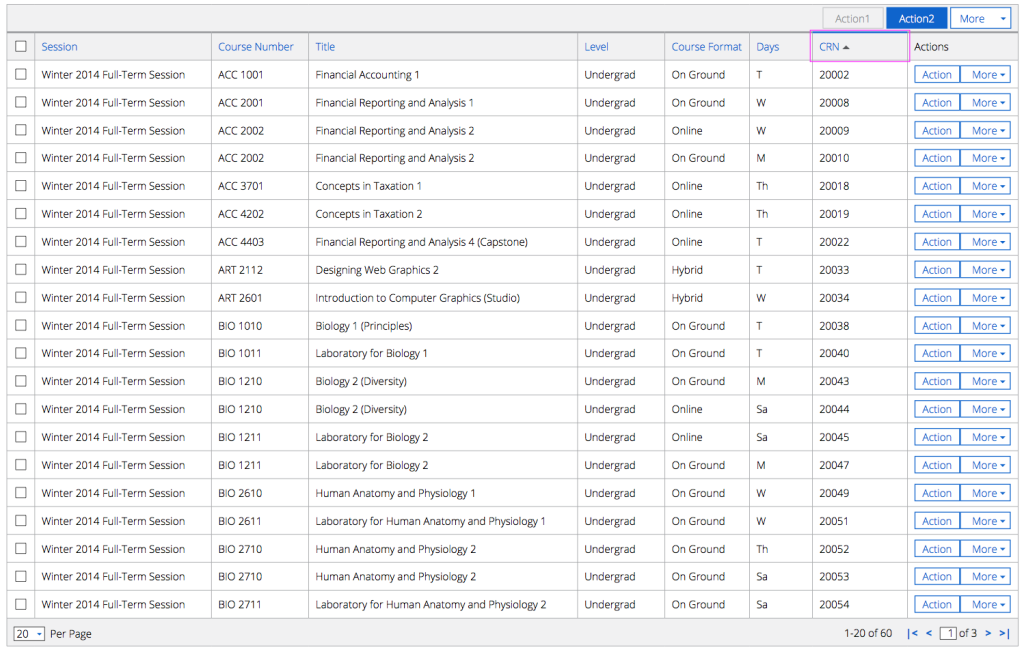 Action1 Action2 More
Session Course Number Title Level Course Format Days CRN Actions
Winter 2014 Full-Term Session ACC 1001 Financial Accounting 1 Undergrad On Ground T 20002 Action More
Winter 2014 Full-Term Session ACC 2001 Financial Reporting and Analysis 1 Undergrad On Ground W 20008 Action More
Winter 2014 Full-Term Session ACC 2002 Financial Reporting and Analysis 2 Undergrad Online W 20009 Action More
Winter 2014 Full-Term Session ACC 2002 Financial Reporting and Analysis 2 Undergrad On Ground M 20010 Action More
Winter 2014 Full-Term Session ACC 3701 Concepts in Taxation 1 Undergrad Online Th 20018 Action More
Winter 2014 Full-Term Session ACC 4202 Concepts in Taxation 2 Undergrad Online Th 20019 Action More
Winter 2014 Full-Term Session ACC 4403 Financial Reporting and Analysis 4 (Capstone) Undergrad Online T 20022 Action More
Winter 2014 Full-Term Session ART 2112 Designing Web Graphics 2 Undergrad Hybrid T 20033 Action More
Winter 2014 Full-Term Session ART 2601 Introduction to Computer Graphics (Studio) Undergrad Hybrid W 20034 Action More
Winter 2014 Full-Term Session BIO 1010 Biology 1 (Principles) Undergrad On Ground T 20038 Action More
Winter 2014 Full-Term Session BIO 1011 Laboratory for Biology 1 Undergrad On Ground T 20040 Action More
Winter 2014 Full-Term Session BIO 1210 Biology 2 (Diversity) Undergrad On Ground M 20043 Action More
Winter 2014 Full-Term Session BIO 1210 Biology 2 (Diversity) Undergrad Online Sa 20044 Action More
Winter 2014 Full-Term Session BIO 1211 Laboratory for Biology 2 Undergrad Online Sa 20045 Action More
Winter 2014 Full-Term Session BIO 1211 Laboratory for Biology 2 Undergrad On Ground M 20047 Action More
Winter 2014 Full-Term Session BIO 2610 Human Anatomy and Physiology 1 Undergrad On Ground W 20049 Action More
Winter 2014 Full-Term Session BIO 2611 Laboratory for Human Anatomy and Physiology 1 Undergrad On Ground W 20051 Action More
Winter 2014 Full-Term Session BIO 2710 Human Anatomy and Physiology 2 Undergrad On Ground Th 20052 Action More
Winter 2014 Full-Term Session BIO 2710 Human Anatomy and Physiology 2 Undergrad On Ground Sa 20053 Action More
Winter 2014 Full-Term Session BIO 2711 Laboratory for Human Anatomy and Physiology 2 Undergrad On Ground Sa 20054 Action More
20 Per Page 1-20 of 60 |< < 1 of 3 > >|